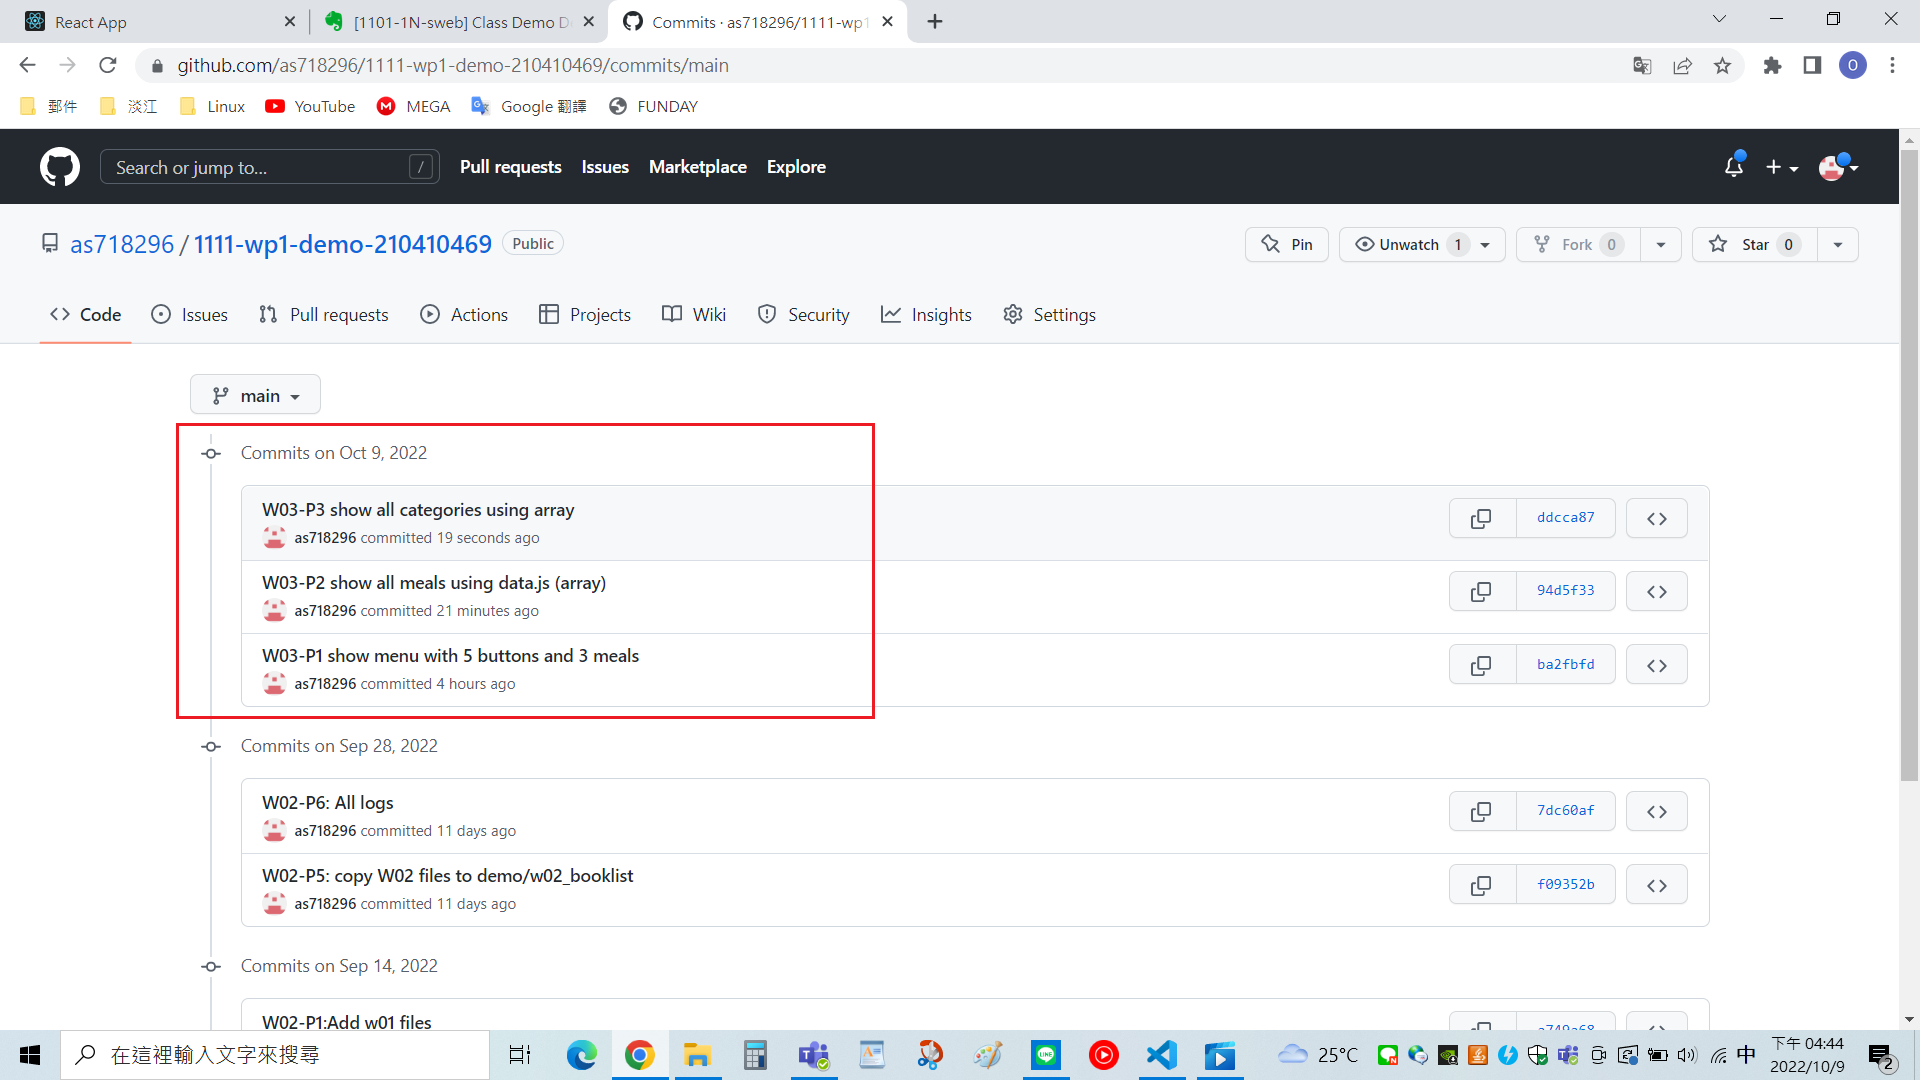 React App
[1101-1N-sweb] Class Demo D
Commits · as718296/1111-wp1
github.com/as718296/1111-wp1-demo-210410469/commits/main
O
郵件
淡江
Linux
YouTube
MEGA
Google 翻譯
FUNDAY
Search or jump to...
/
Pull requests
Issues
Marketplace
Explore
as718296 / 1111-wp1-demo-210410469
Public
Pin
Unwatch 1
Fork 0
Star 0
Code
Issues
Pull requests
Actions
Projects
Wiki
Security
Insights
Settings
main
Commits on Oct 9, 2022
W03-P3 show all categories using array
as718296 committed 19 seconds ago
ddcca87
W03-P2 show all meals using data.js (array)
as718296 committed 21 minutes ago
94d5f33
W03-P1 show menu with 5 buttons and 3 meals
as718296 committed 4 hours ago
ba2fbfd
Commits on Sep 28, 2022
W02-P6: All logs
as718296 committed 11 days ago
7dc60af
W02-P5: copy W02 files to demo/w02_booklist
as718296 committed 11 days ago
f09352b
Commits on Sep 14, 2022
W02-P1:Add w01 files
在這裡輸入文字來搜尋
25°C
中
下午 04:44
2022/10/9
2